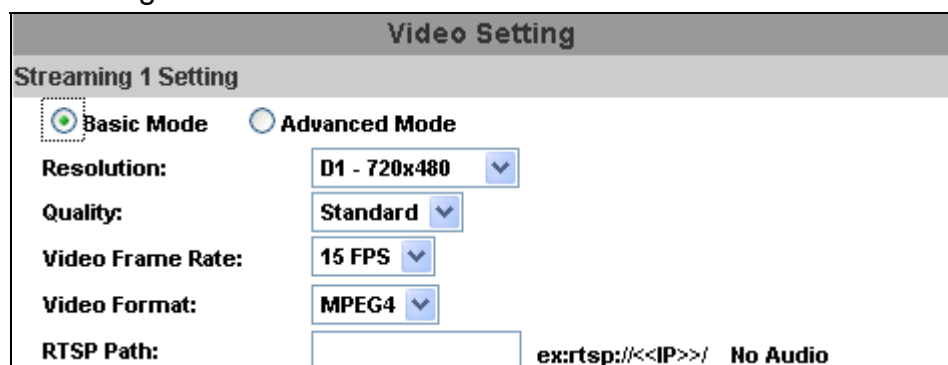 Video Setting
Streaming 1 Setting
Basic Mode Advanced Mode
Resolution: D1 - 720x480
Quality: Standard
Video Frame Rate: 15 FPS
Video Format: MPEG4
RTSP Path: ex:rtsp://<<IP>>/ No Audio